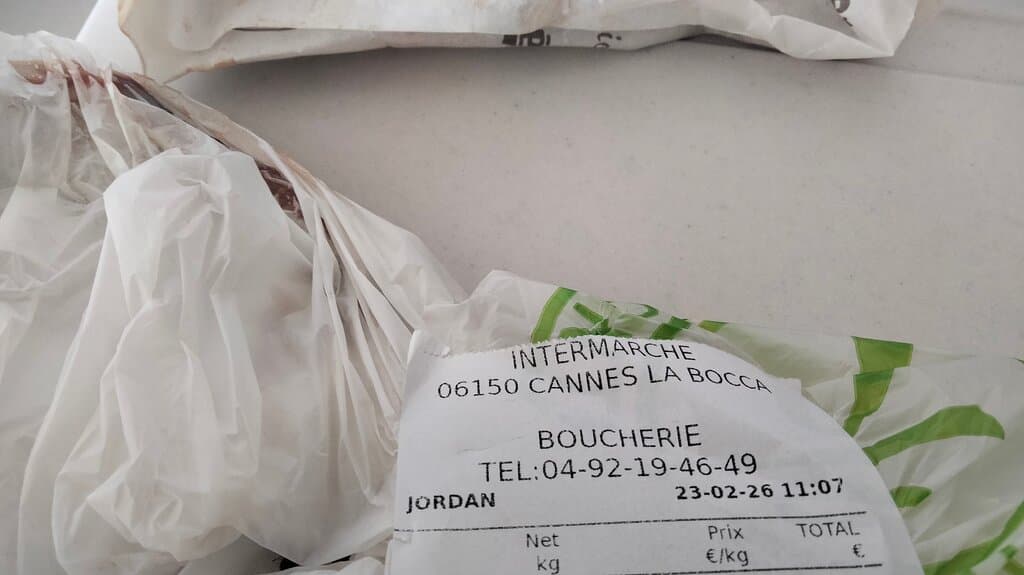 INTERMARCHE
06150 CANNES LA BOCCA
BOUCHERIE
TEL:04-92-19-46-49
JORDAN 23-02-26 11:07
Net Prix TOTAL
kg €/kg €